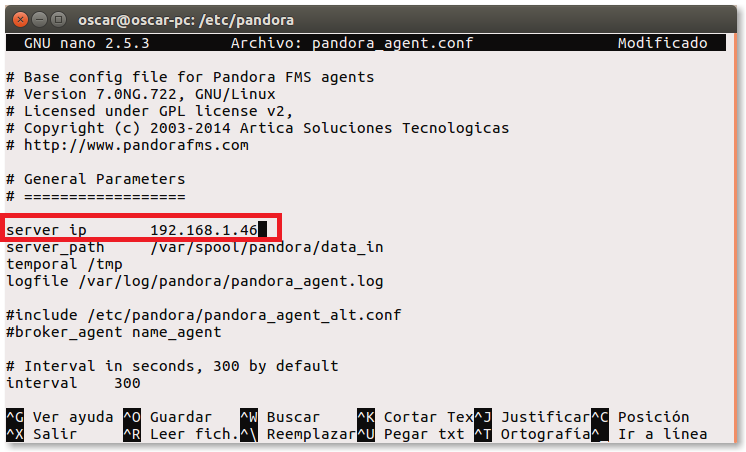 oscar@oscar-pc: /etc/pandora
GNU nano 2.5.3 Archivo: pandora_agent.conf Modificado
# Base config file for Pandora FMS agents
# Version 7.0NG.722, GNU/Linux
# Licensed under GPL license v2,
# Copyright (c) 2003-2014 Artica Soluciones Tecnologicas
# http://www.pandorafms.com
# General Parameters
# ==================
server_ip 192.168.1.46
server_path /var/spool/pandora/data_in
temporal /tmp
logfile /var/log/pandora/pandora_agent.log
#include /etc/pandora/pandora_agent_alt.conf
#broker_agent name_agent
# Interval in seconds, 300 by default
interval 300
^G Ver ayuda ^O Guardar ^W Buscar ^K Cortar Tex ^J Justificar ^C Posición
^X Salir ^R Leer fich. ^\ Reemplazar ^U Pegar txt ^T Ortografía ^_ Ir a línea